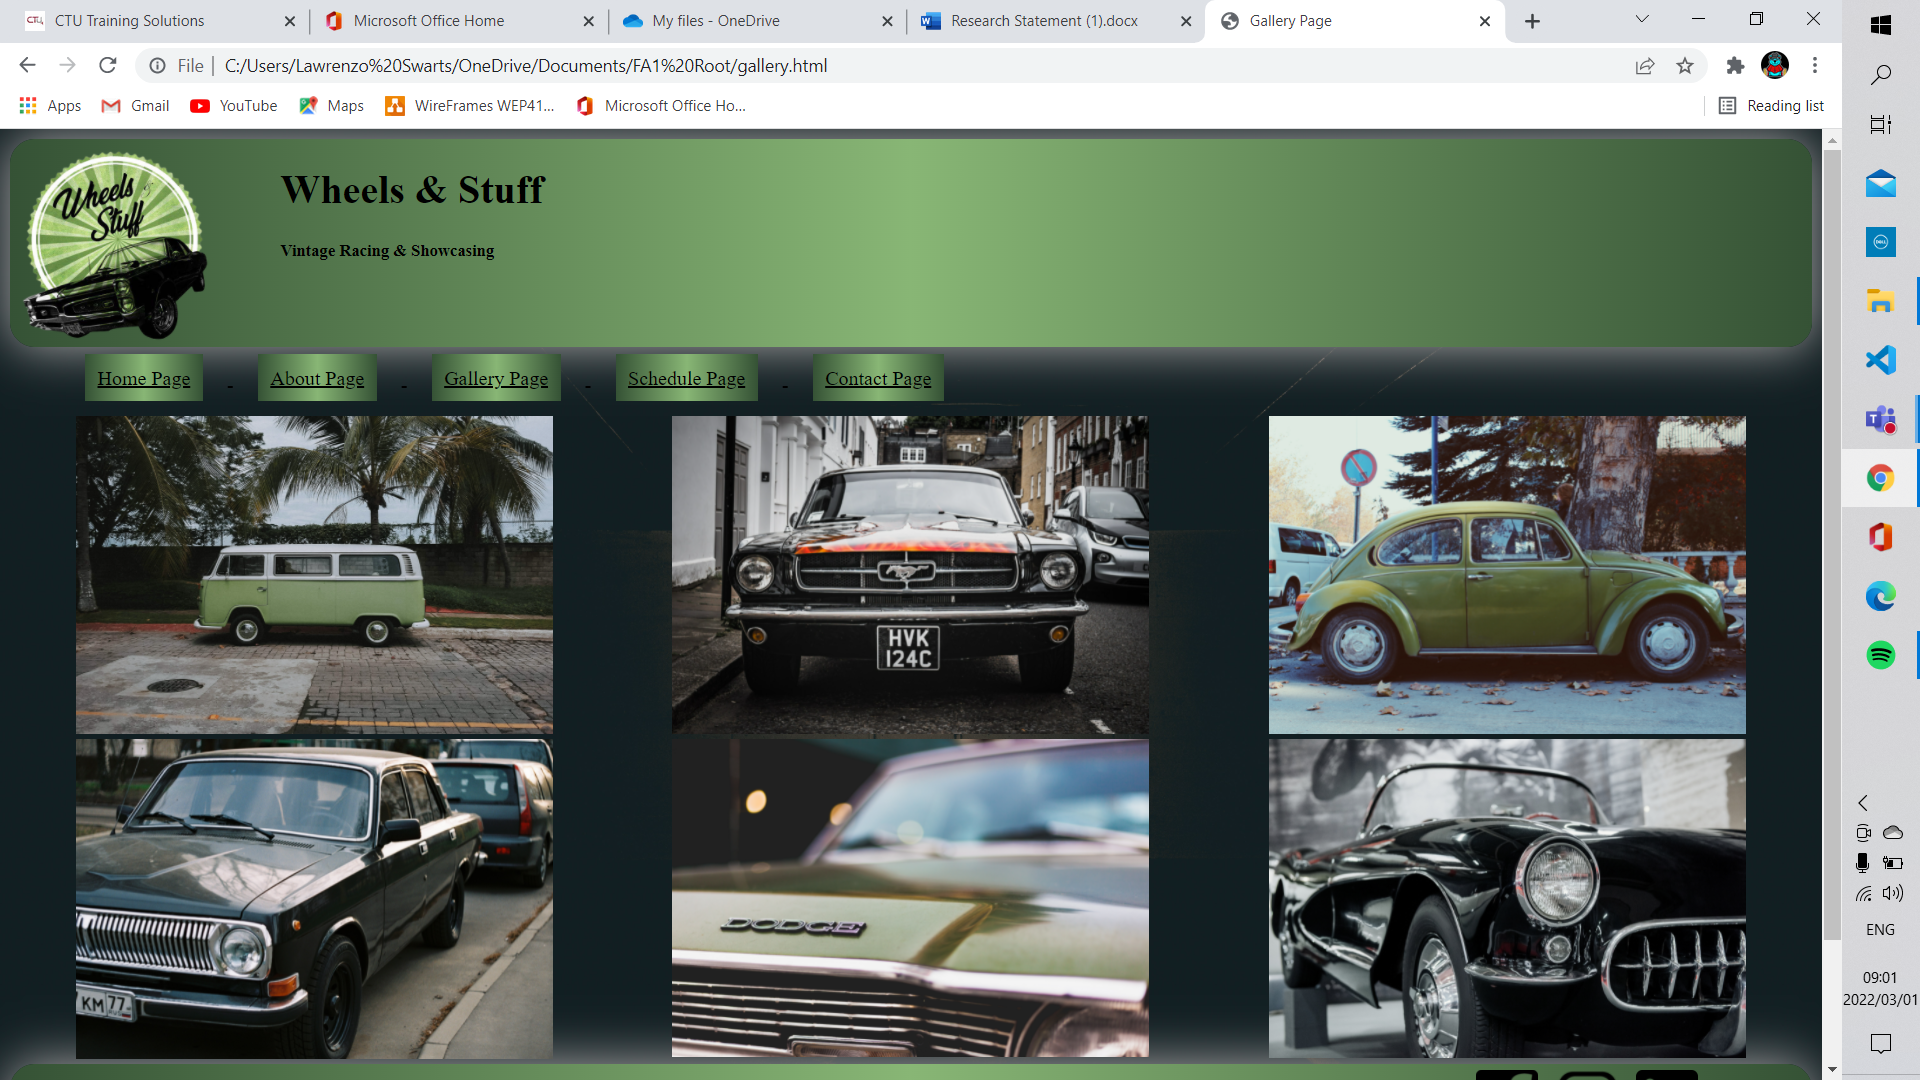 CTU Training Solutions
Microsoft Office Home
My files - OneDrive
Research Statement (1).docx
Gallery Page
File
C:/Users/Lawrenzo%20Swarts/OneDrive/Documents/FA1%20Root/gallery.html
Apps
Gmail
YouTube
Maps
WireFrames WEP41...
Microsoft Office Ho...
Reading list
Wheels &
Stuff
Wheels & Stuff
Vintage Racing & Showcasing
Home Page
About Page
Gallery Page
Schedule Page
Contact Page
HVK
124C
KM 77
DODGE
ENG
09:01
2022/03/01